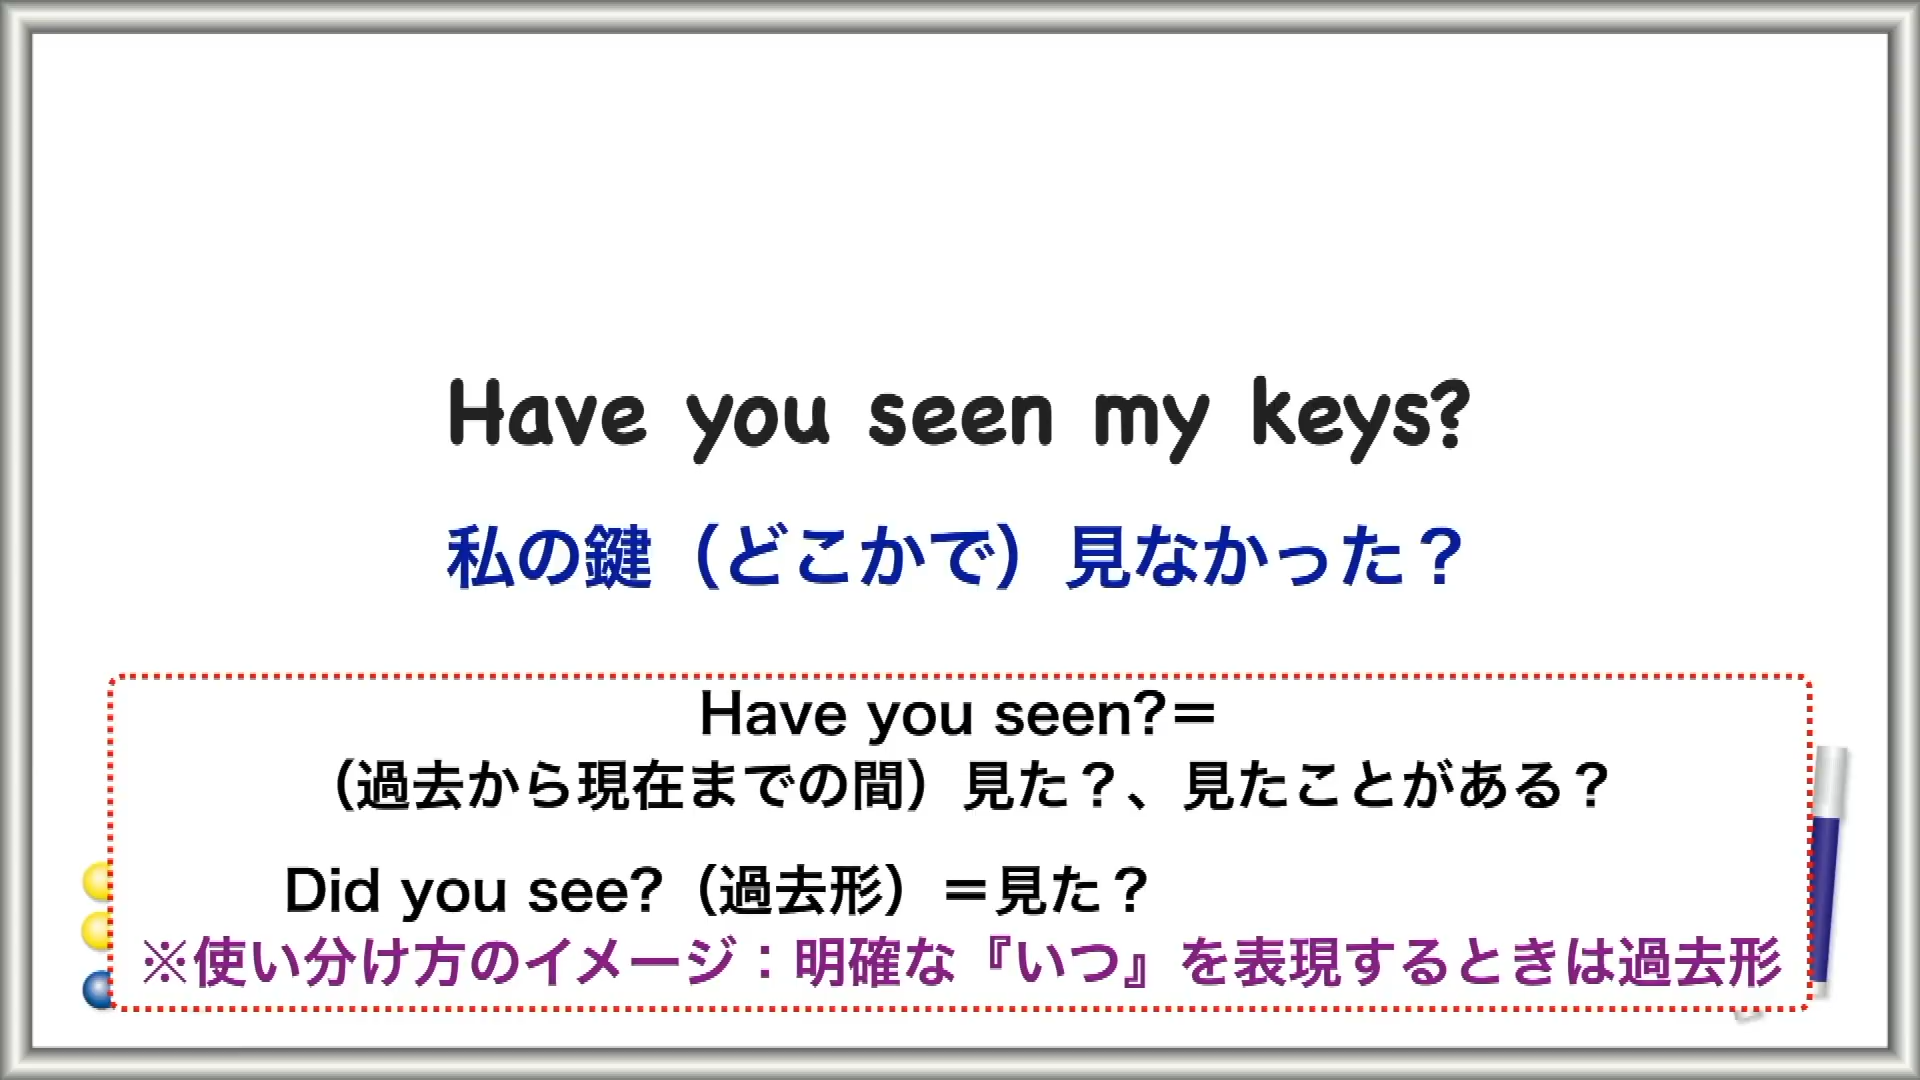 Have you seen my keys?
私の鍵（どこかで）見なかった？
Have you seen?＝
（過去から現在までの間）見た？、見たことがある？
Did you see?（過去形）＝見た？
※使い分け方のイメージ：明確な『いつ』を表現するときは過去形